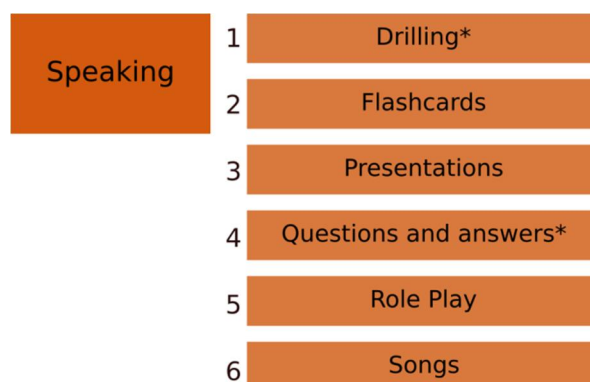 Speaking
1 Drilling*
2 Flashcards
3 Presentations
4 Questions and answers*
5 Role Play
6 Songs